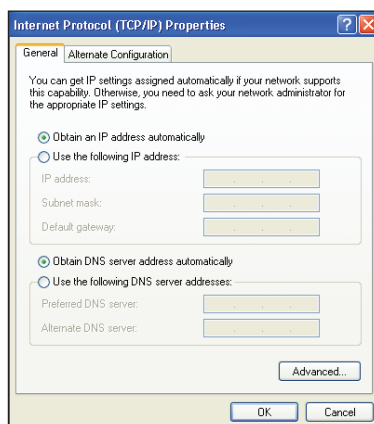 Internet Protocol (TCP/IP) Properties
General
Alternate Configuration
You can get IP settings assigned automatically if your network supports
this capability. Otherwise, you need to ask your network administrator for
the appropriate IP settings.
Obtain an IP address automatically
Use the following IP address:
IP address:
Subnet mask:
Default gateway:
Obtain DNS server address automatically
Use the following DNS server addresses:
Preferred DNS server:
Alternate DNS server:
Advanced...
OK
Cancel